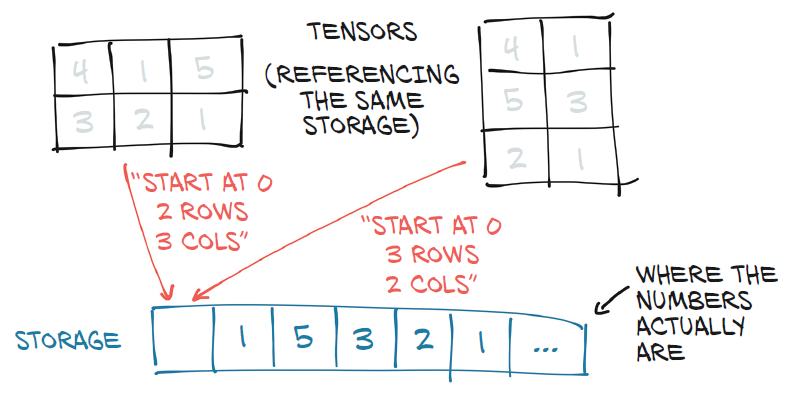 TENSORS
(REFERENCING
THE SAME
STORAGE)
4 1 5
3 2 1
4 1
5 3
2 1
"START AT 0
2 ROWS
3 COLS"
"START AT 0
3 ROWS
2 COLS"
WHERE THE
NUMBERS
ACTUALLY
ARE
STORAGE
1 5 3 2 1 ...